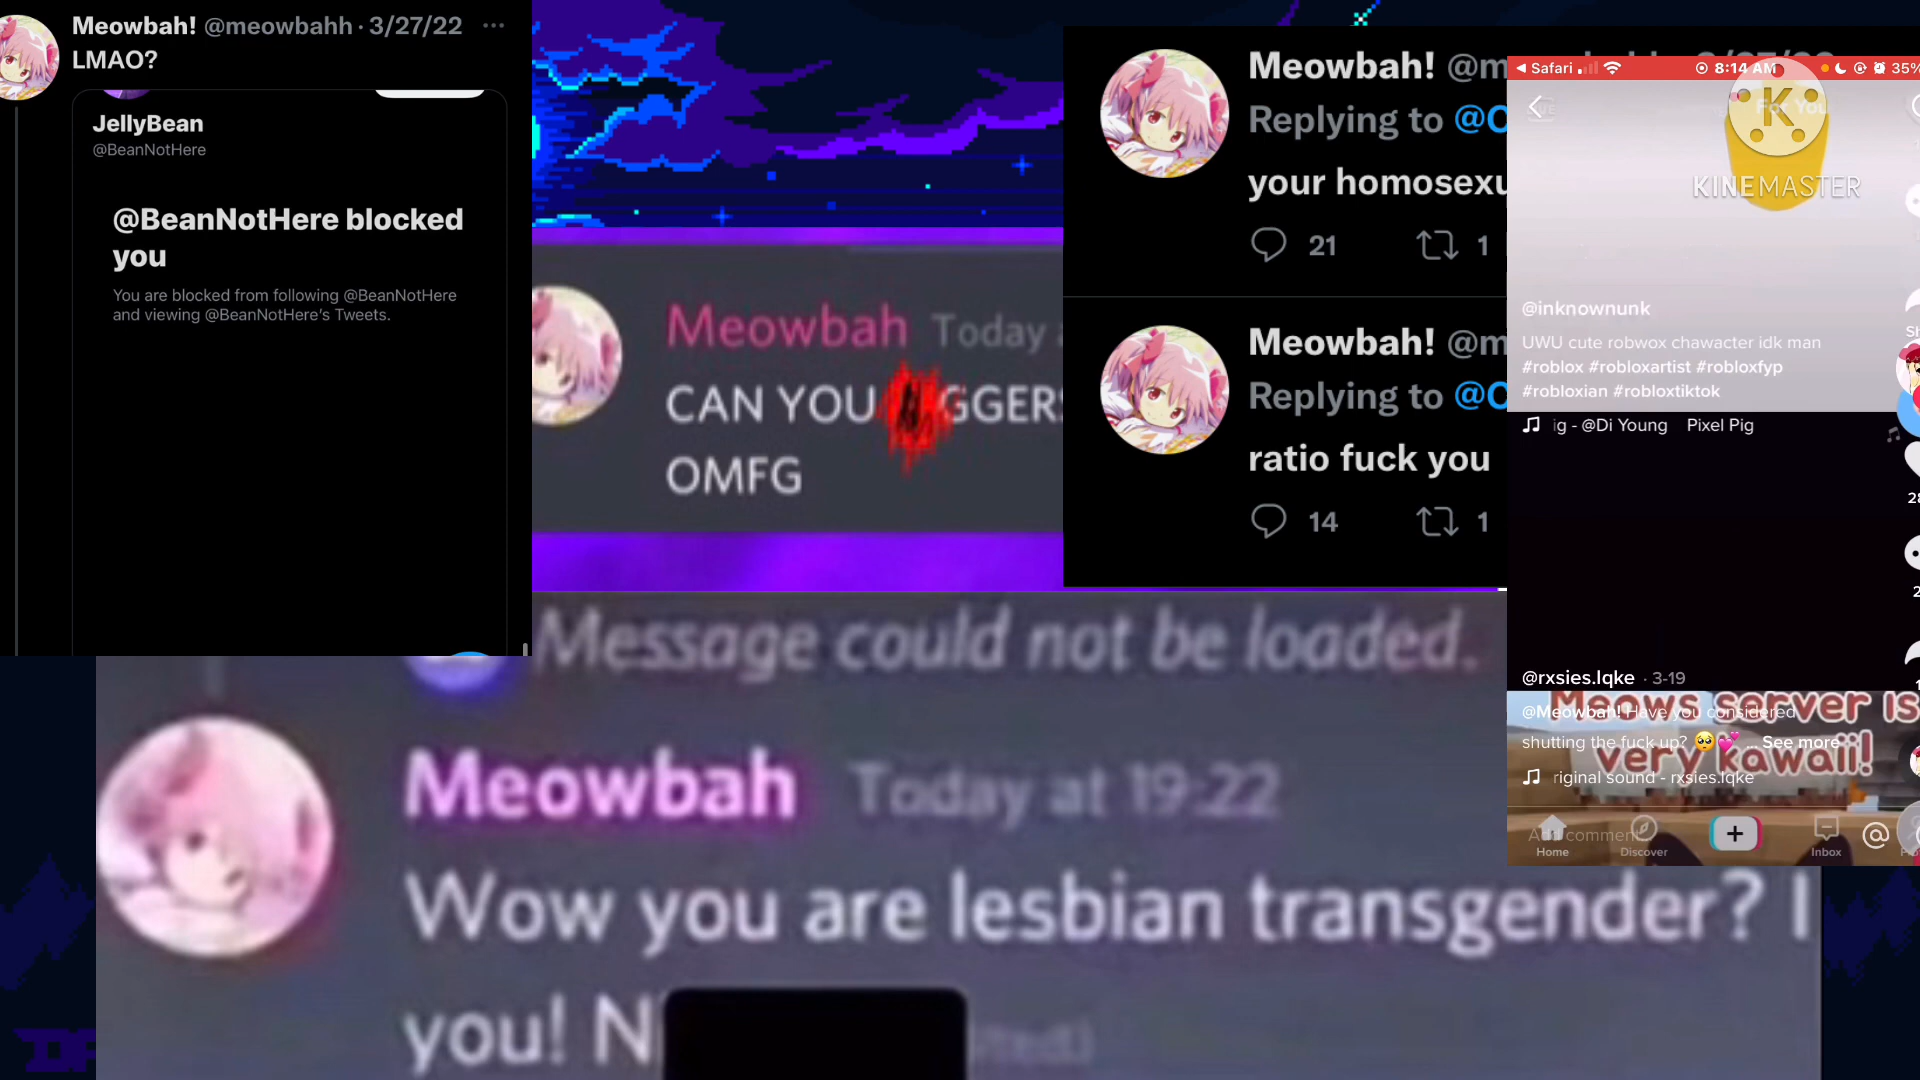 Meowbah! @meowbahh · 3/27/22 ...
LMAO?
JellyBean
@BeanNotHere
@BeanNotHere blocked
you
You are blocked from following @BeanNotHere
and viewing @BeanNotHere's Tweets.
Meowbah Today
CAN YOU GGERS
OMFG
Meowbah!
Replying to
your
21 1
Meowbah!
Replying to
ratio fuck you
14 1
Safari 8:14 AM 35%
For You
K
KINEMASTER
@inknownunk
UWU cute robwox chawacter idk man
#roblox #robloxartist #robloxfyp
#robloxian #robloxtiktok
ig - @Di Young Pixel Pig
@rxsies.lqke · 3-19
Meows server is
very kawaii!
@Meowbah! Have you considered
shutting the fuck up? 🥺💕 ... See more
riginal sound - rxsies.lqke
Add comment
Home Discover Inbox
Message could not be loaded.
Meowbah Today at 19:22
Wow you are lesbian transgender? I
you! N